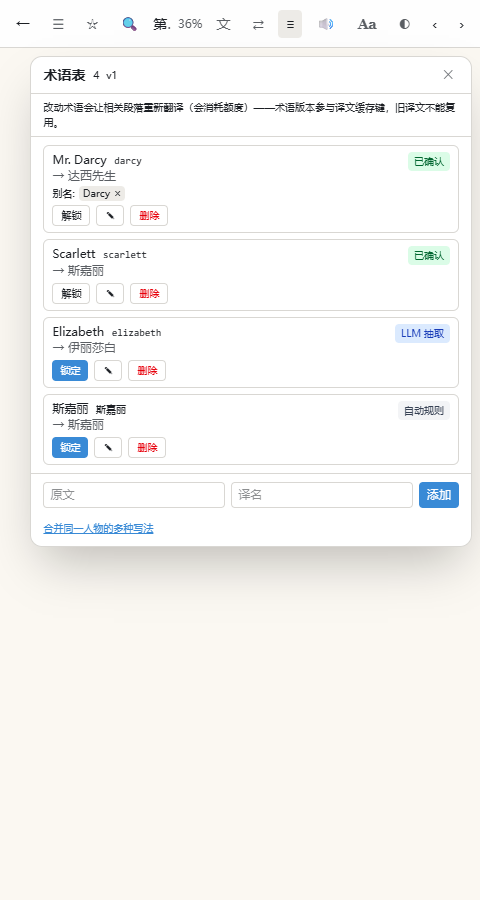 ← ☰ ☆ 🔍 第. 36% 文 ⇄ ≡ 🔊 Aa ◐ ‹ ›
术语表 4 v1 ×
改动术语会让相关段落重新翻译（会消耗额度）——术语版本参与译文缓存键，旧译文不能复
用。
Mr. Darcy darcy 已确认
→ 达西先生
别名: Darcy ×
解锁 ✎ 删除
Scarlett scarlett 已确认
→ 斯嘉丽
解锁 ✎ 删除
Elizabeth elizabeth LLM 抽取
→ 伊丽莎白
锁定 ✎ 删除
斯嘉丽 斯嘉丽 自动规则
→ 斯嘉丽
锁定 ✎ 删除
原文 译名 添加
合并同一人物的多种写法